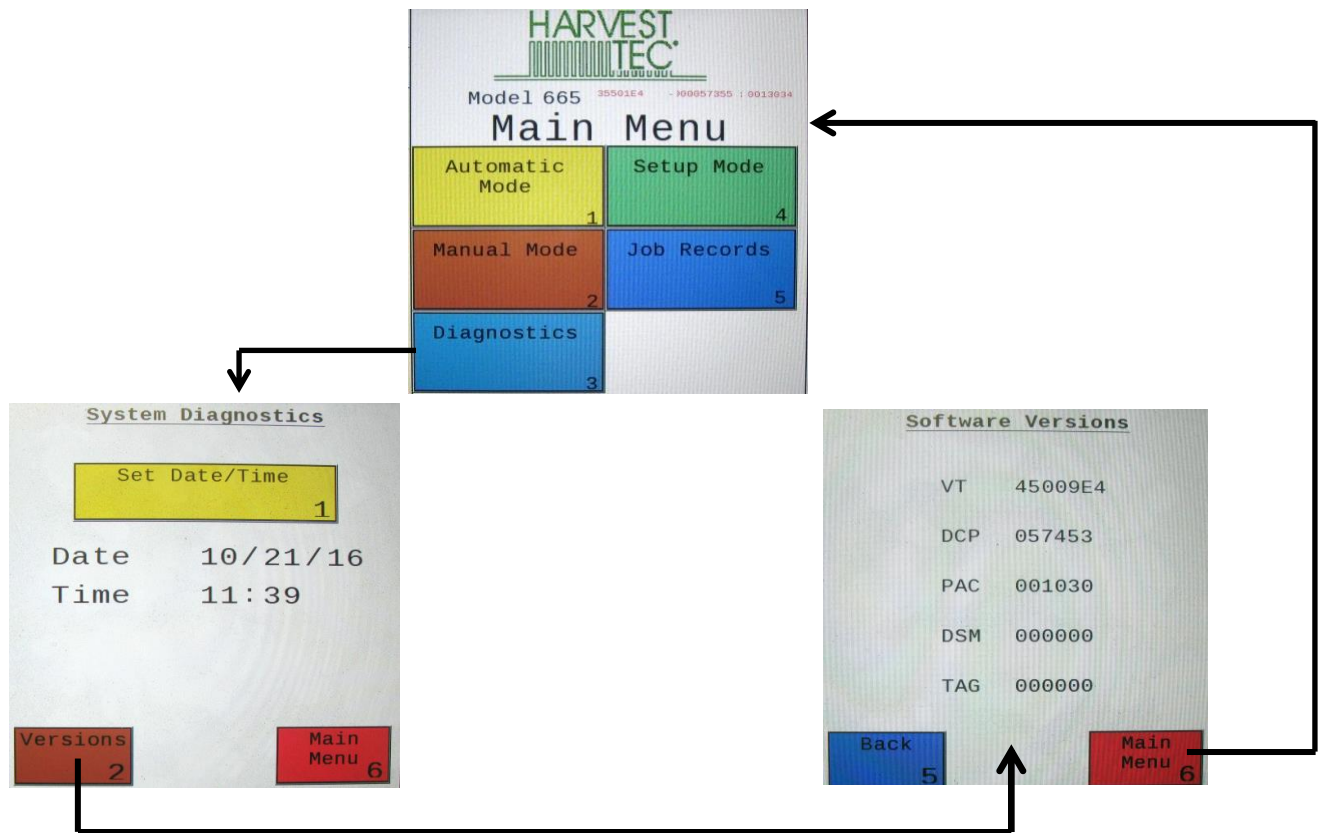 HARVEST
TEC
Model 665 35501E4 -000057355 : 0013034
Main Menu
Automatic
Mode
1
Setup Mode
4
Manual Mode
2
Job Records
5
Diagnostics
3
System Diagnostics
Set Date/Time
1
Date 10/21/16
Time 11:39
Versions
2
Main
Menu
6
Software Versions
VT 45009E4
DCP 057453
PAC 001030
DSM 000000
TAG 000000
Back
5
Main
Menu
6